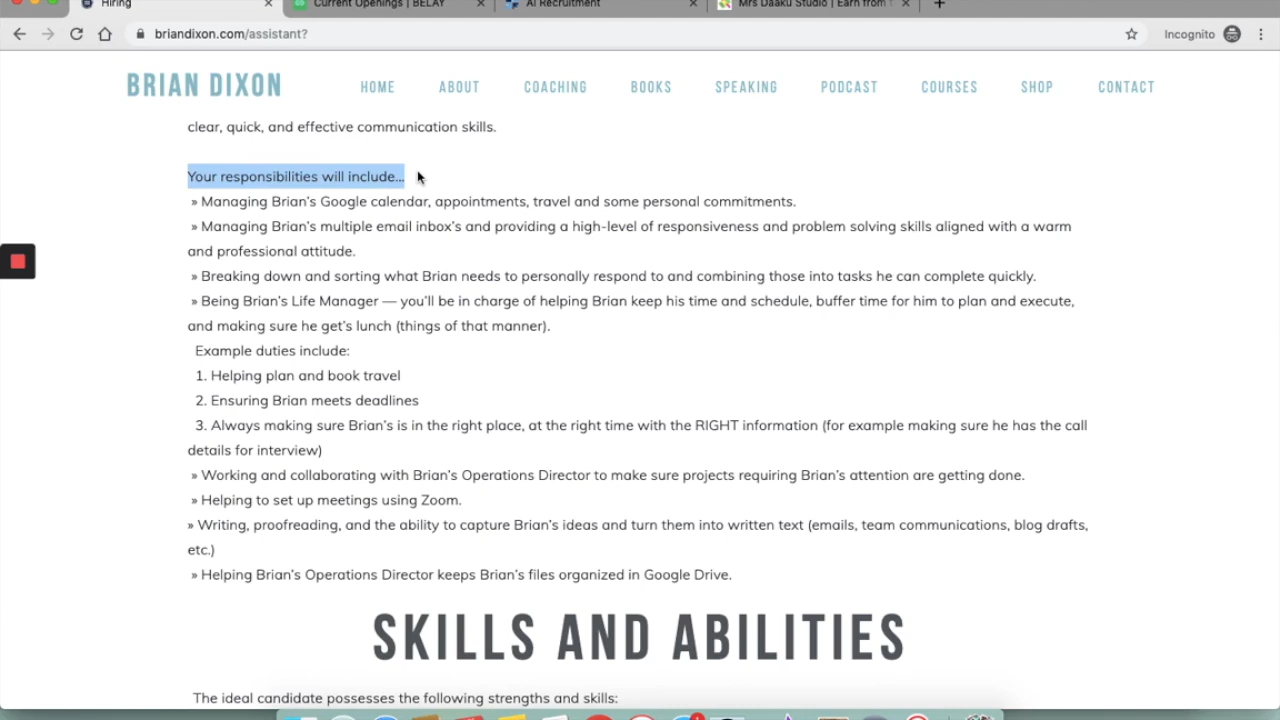 Hiring
Current Openings | BELAY
AI Recruitment
Mrs Daaku Studio | Earn from
briandixon.com/assistant?
Incognito
BRIAN DIXON
HOME ABOUT COACHING BOOKS SPEAKING PODCAST COURSES SHOP CONTACT
clear, quick, and effective communication skills.
Your responsibilities will include...
» Managing Brian's Google calendar, appointments, travel and some personal commitments.
» Managing Brian's multiple email inbox's and providing a high-level of responsiveness and problem solving skills aligned with a warm
and professional attitude.
» Breaking down and sorting what Brian needs to personally respond to and combining those into tasks he can complete quickly.
» Being Brian's Life Manager — you'll be in charge of helping Brian keep his time and schedule, buffer time for him to plan and execute,
and making sure he get's lunch (things of that manner).
Example duties include:
1. Helping plan and book travel
2. Ensuring Brian meets deadlines
3. Always making sure Brian's is in the right place, at the right time with the RIGHT information (for example making sure he has the call
details for interview)
» Working and collaborating with Brian's Operations Director to make sure projects requiring Brian's attention are getting done.
» Helping to set up meetings using Zoom.
» Writing, proofreading, and the ability to capture Brian's ideas and turn them into written text (emails, team communications, blog drafts,
etc.)
» Helping Brian's Operations Director keeps Brian's files organized in Google Drive.
SKILLS AND ABILITIES
The ideal candidate possesses the following strengths and skills: